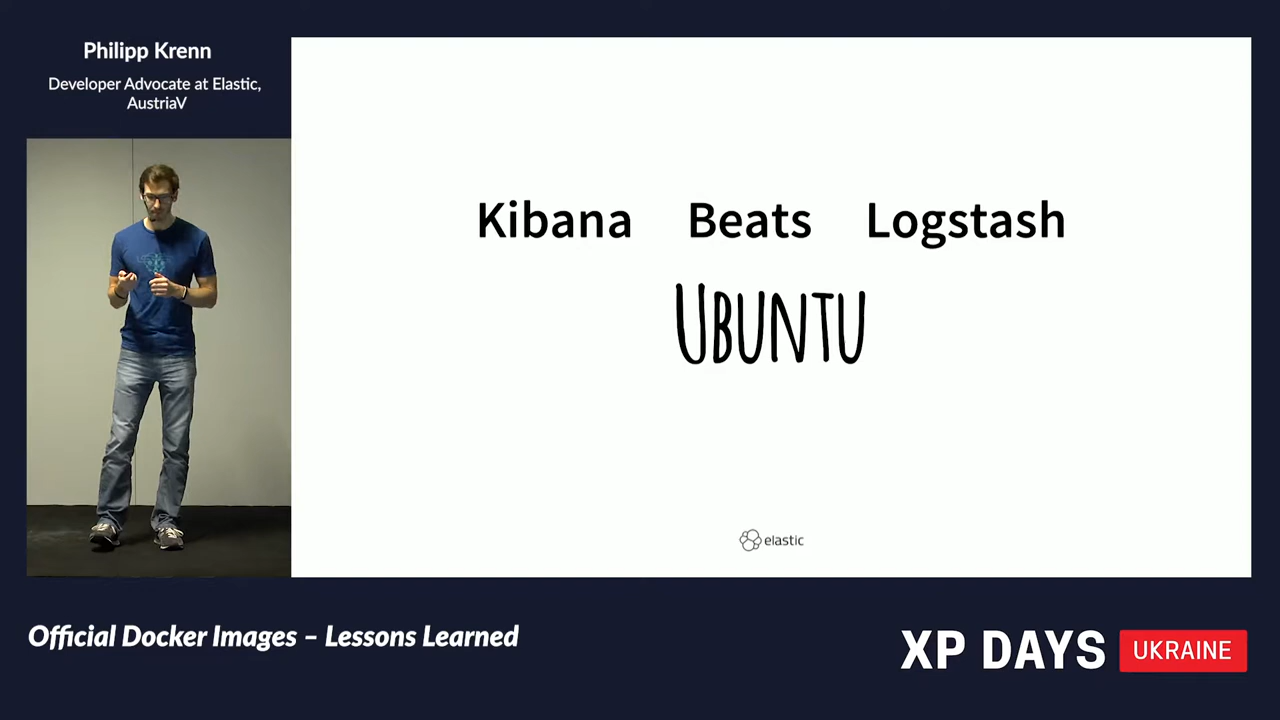 Philipp Krenn
Developer Advocate at Elastic,
AustriaV
Kibana Beats Logstash
UBUNTU
elastic
Official Docker Images – Lessons Learned
XP DAYS UKRAINE